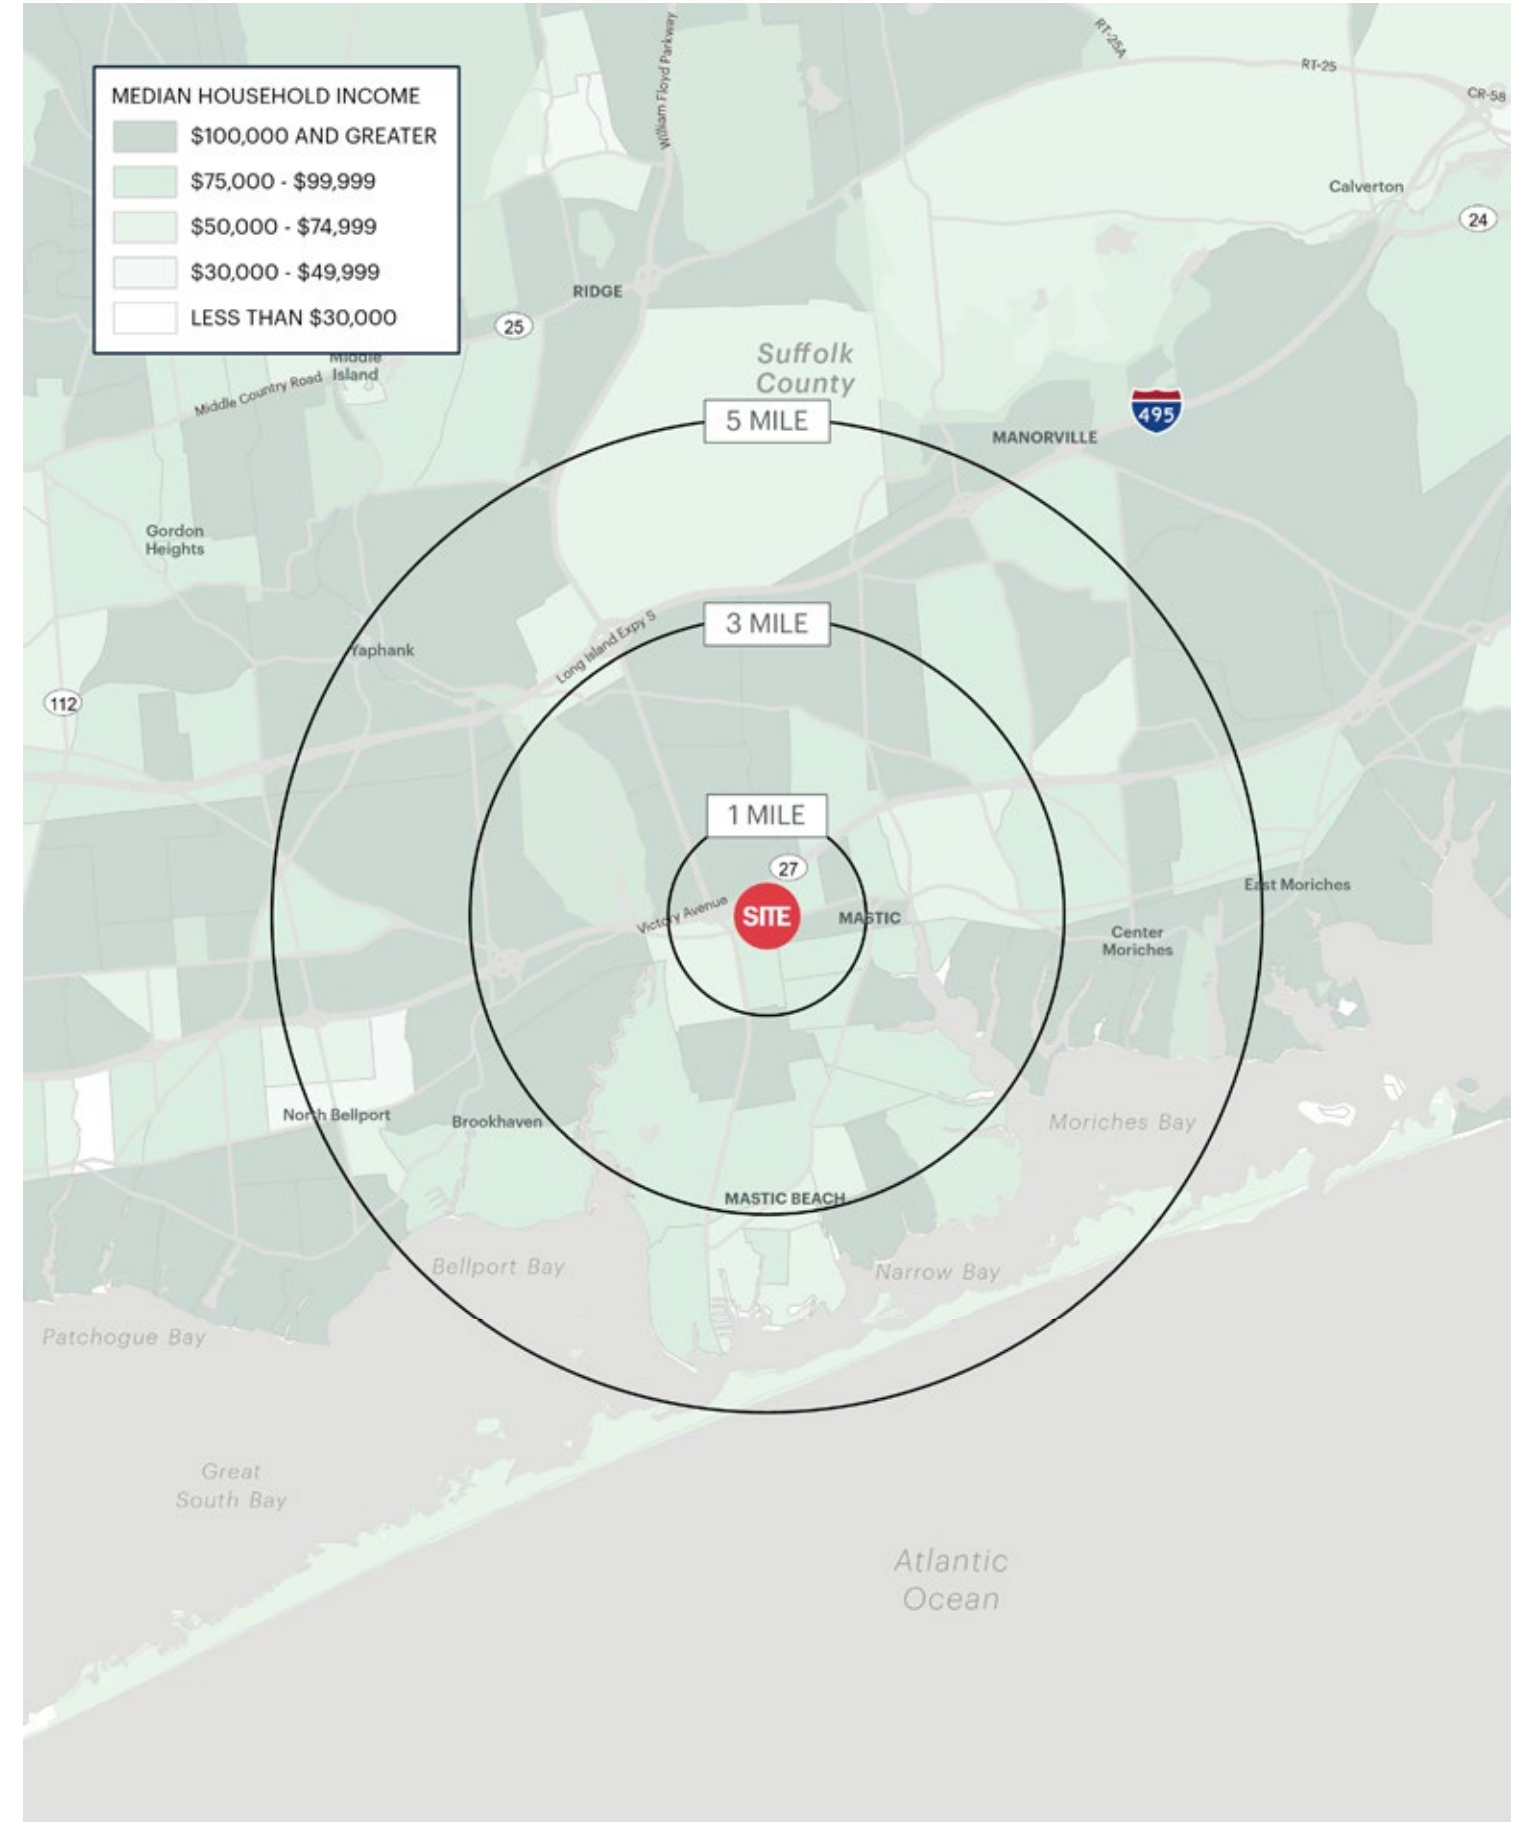 William Floyd Parkway
RT-25A
RT-25
CR-58
MEDIAN HOUSEHOLD INCOME
$100,000 AND GREATER
$75,000 - $99,999
$50,000 - $74,999
$30,000 - $49,999
LESS THAN $30,000
Calverton
24
RIDGE
25
Suffolk
County
Middle
Island
Middle Country Road
5 MILE
495
MANORVILLE
Gordon
Heights
3 MILE
Long Island Expy S
Yaphank
112
1 MILE
27
SITE
Victory Avenue
MASTIC
East Moriches
Center
Moriches
North Bellport
Brookhaven
Moriches Bay
MASTIC BEACH
Bellport Bay
Narrow Bay
Patchogue Bay
Great
South Bay
Atlantic
Ocean